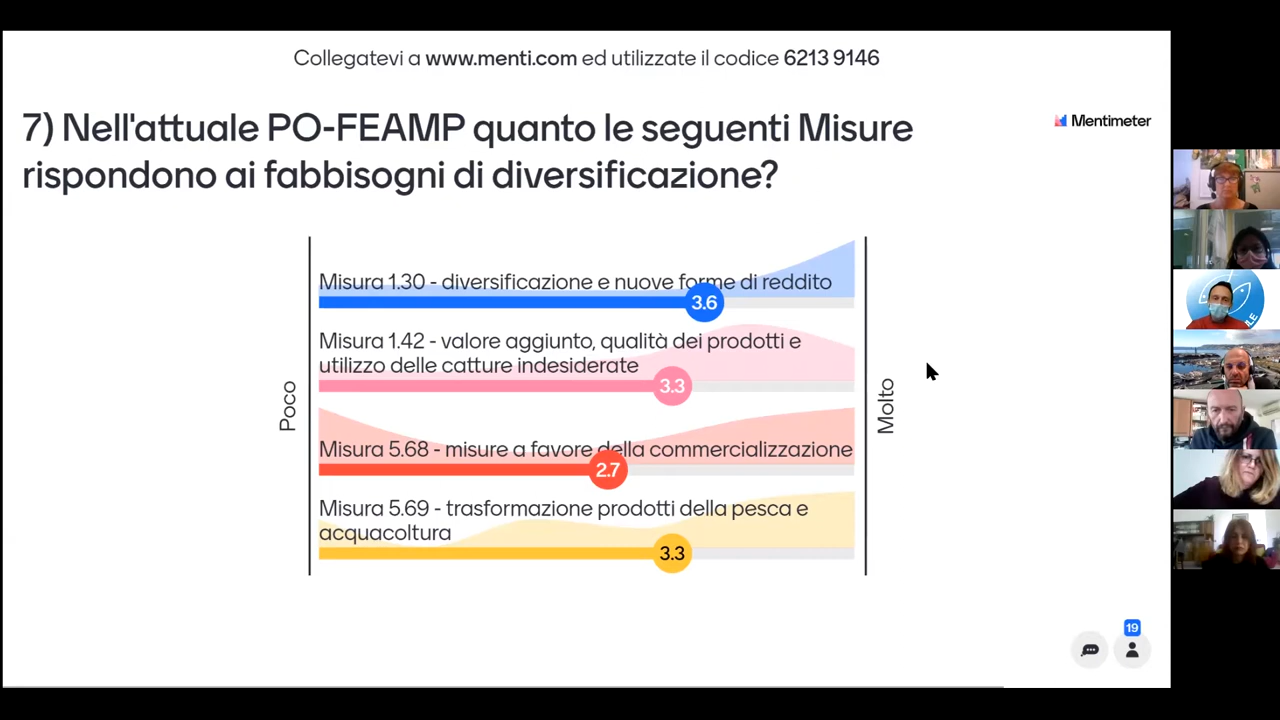 Collegatevi a www.menti.com ed utilizzate il codice 6213 9146
7) Nell'attuale PO-FEAMP quanto le seguenti Misure
rispondono ai fabbisogni di diversificazione?
Mentimeter
Misura 1.30 - diversificazione e nuove forme di reddito
3.6
Misura 1.42 - valore aggiunto, qualità dei prodotti e
utilizzo delle catture indesiderate
3.3
Poco
Molto
Misura 5.68 - misure a favore della commercializzazione
2.7
Misura 5.69 - trasformazione prodotti della pesca e
acquacoltura
3.3
19